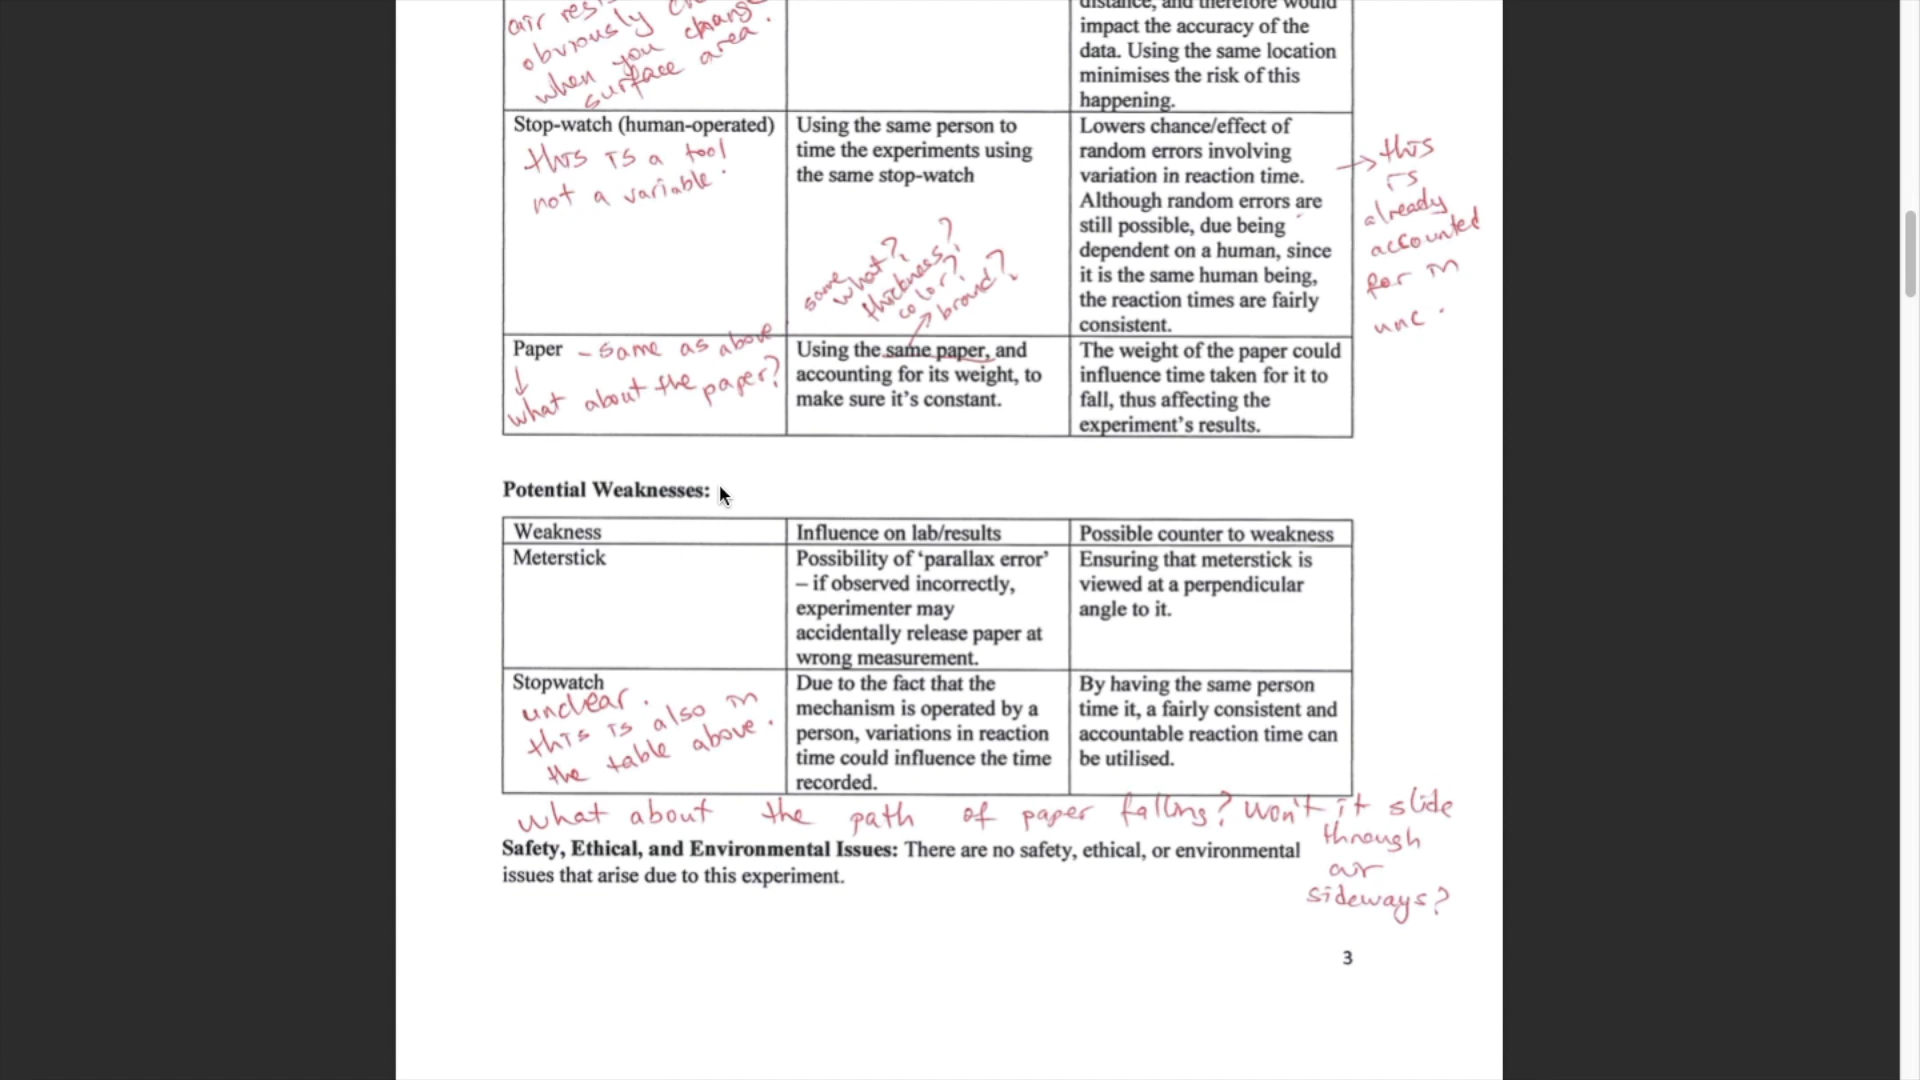 air res
obviously
when you change
surface area.
distance, and therefore would
impact the accuracy of the
data. Using the same location
minimises the risk of this
happening.
Stop-watch (human-operated)
this is a tool
not a variable.
Using the same person to
time the experiments using
the same stop-watch
same what?
thickness?
color?
brand?
Lowers chance/effect of
random errors involving
variation in reaction time.
Although random errors are
still possible, due being
dependent on a human, since
it is the same human being,
the reaction times are fairly
consistent.
→ this
is
already
accounted
for in
unc.
Paper - same as above
↓
what about the paper?
Using the same paper, and
accounting for its weight, to
make sure it's constant.
The weight of the paper could
influence time taken for it to
fall, thus affecting the
experiment's results.
Potential Weaknesses:
Weakness
Influence on lab/results
Possible counter to weakness
Meterstick
Possibility of ‘parallax error’
– if observed incorrectly,
experimenter may
accidentally release paper at
wrong measurement.
Ensuring that meterstick is
viewed at a perpendicular
angle to it.
Stopwatch
unclear.
this is also in
the table above.
Due to the fact that the
mechanism is operated by a
person, variations in reaction
time could influence the time
recorded.
By having the same person
time it, a fairly consistent and
accountable reaction time can
be utilised.
what about the path of paper falling? won't it slide
through
air
sideways?
Safety, Ethical, and Environmental Issues: There are no safety, ethical, or environmental
issues that arise due to this experiment.
3